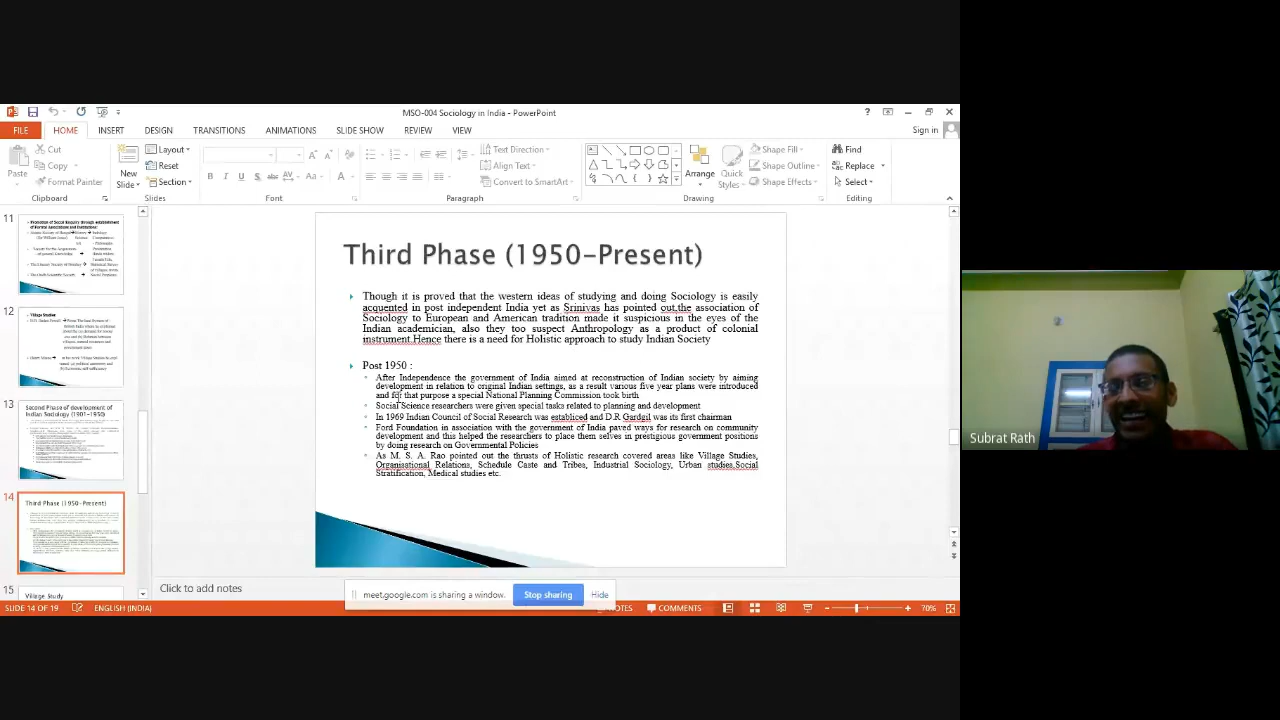 MSO-004 Sociology in India - PowerPoint
Sign in
FILE HOME INSERT DESIGN TRANSITIONS ANIMATIONS SLIDE SHOW REVIEW VIEW
Paste
Cut
Copy
Format Painter
Clipboard
New Slide
Layout
Reset
Section
Slides
Font
Text Direction
Align Text
Convert to SmartArt
Paragraph
Arrange
Quick Styles
Shape Fill
Shape Outline
Shape Effects
Drawing
Find
Replace
Select
Editing
11
12
Village Studies
13
Second Phase of development of
Indian Sociology (1901-1950)
14
Third Phase (1950-Present)
15
Village Study
Third Phase (1950-Present)
Though it is proved that the western ideas of studying and doing Sociology is easily
acquented in post independent India yet as Srinivas has pointed out,the association of
Sociology to European and American tradition made it suspicious in the eyes of the
Indian academician, also they too suspect Anthropology as a product of colonial
instrument.Hence there is a need for Holistic approach to study Indian Society
Post 1950 :
After Independence the government of India aimed at reconstruction of Indian society by aiming
development in relation to original Indian settings, as a result various five year plans were introduced
and for that purpose a special National Planning Commission took birth
Social Science researchers were given special tasks related to planning and development
In 1969 Indian Council of Social Research was establiced and D.R Gardgil was its first chairman
Ford Foundation in association with the government of India paved ways for research on community
development and this helped researchers to place them selves in prestigious government positions
by doing research on Government Policies
As M. S. A. Rao pointed out new thrusts of Holistic research covered areas like Village Studies,
Organisational Relations, Schedule Caste and Tribes, Industrial Sociology, Urban studies,Social
Stratification, Medical studies etc.
Click to add notes
meet.google.com is sharing a window.
Stop sharing
Hide
SLIDE 14 OF 19
ENGLISH (INDIA)
NOTES
COMMENTS
70%
Subrat Rath